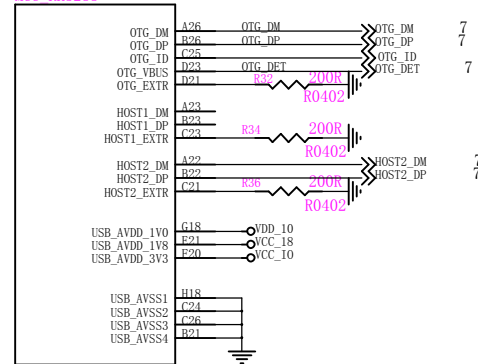 OTG_DM A26 OTG_DM OTG_DM 7
OTG_DP B26 OTG_DP OTG_DP 7
OTG_ID C25 OTG_ID
OTG_VBUS D23 OTG_DET OTG_DET 7
OTG_EXTR D21 R32 200R
R0402
HOST1_DM A23
HOST1_DP B23
HOST1_EXTR C23 R34 200R
R0402
HOST2_DM A22 HOST2_DM 7
HOST2_DP B22 HOST2_DP 7
HOST2_EXTR C21 R36 200R
R0402
USB_AVDD_1V0 G18 VDD_10
USB_AVDD_1V8 E21 VCC_18
USB_AVDD_3V3 F20 VCC_IO
USB_AVSS1 H18
USB_AVSS2 C24
USB_AVSS3 C26
USB_AVSS4 B21